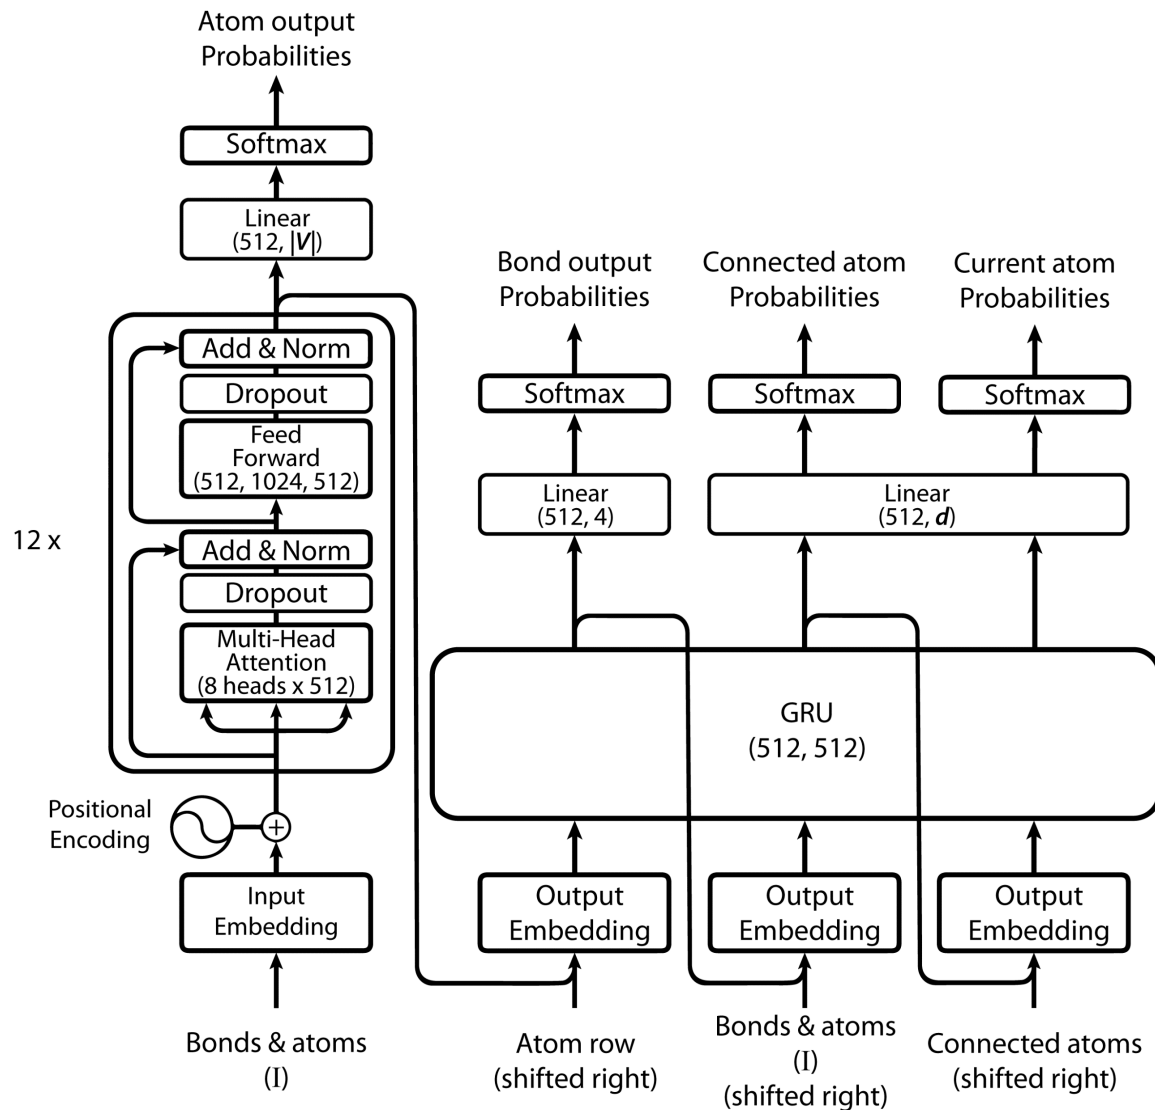 Atom output
Probabilities
Softmax
Linear
(512, |V|)
Add & Norm
Dropout
Feed
Forward
(512, 1024, 512)
Add & Norm
Dropout
Multi-Head
Attention
(8 heads x 512)
12 x
Positional
Encoding
+
Input
Embedding
Bonds & atoms
(I)
Bond output
Probabilities
Softmax
Linear
(512, 4)
Connected atom
Probabilities
Softmax
Current atom
Probabilities
Softmax
Linear
(512, d)
GRU
(512, 512)
Output
Embedding
Atom row
(shifted right)
Output
Embedding
Bonds & atoms
(I)
(shifted right)
Output
Embedding
Connected atoms
(shifted right)